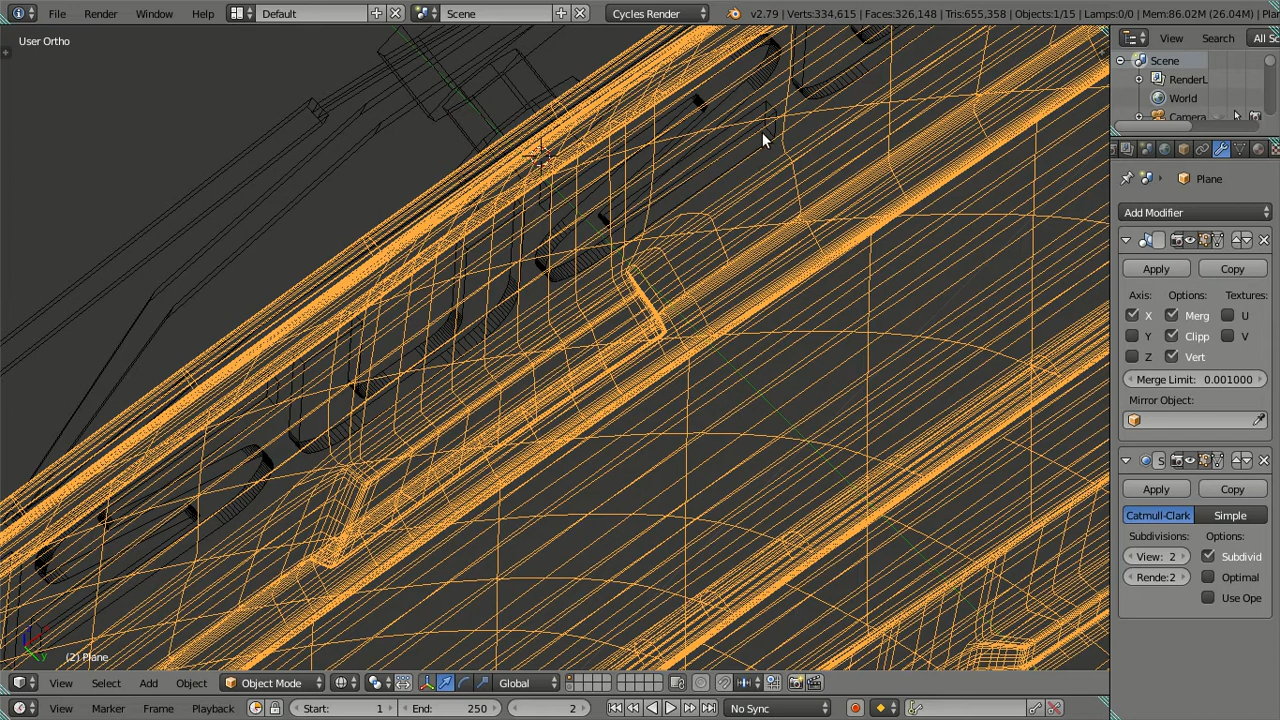 File Render Window Help Default Scene Cycles Render v2.79 | Verts:334,615 | Faces:326,148 | Tris:655,358 | Objects:1/15 | Lamps:0/0 | Mem:86.02M (26.04M) | Pla
User Ortho
View Search All Sc
Scene
RenderL
World
Camera
Plane
Add Modifier
Apply Copy
Axis: Options: Textures:
X Merg U
Y Clipp V
Z Vert
Merge Limit: 0.001000
Mirror Object:
S
Apply Copy
Catmull-Clark Simple
Subdivisions: Options:
View: 2 Subdivid
Rende:2 Optimal
Use Ope
(2) Plane
View Select Add Object Object Mode Global
View Marker Frame Playback Start: 1 End: 250 2 No Sync